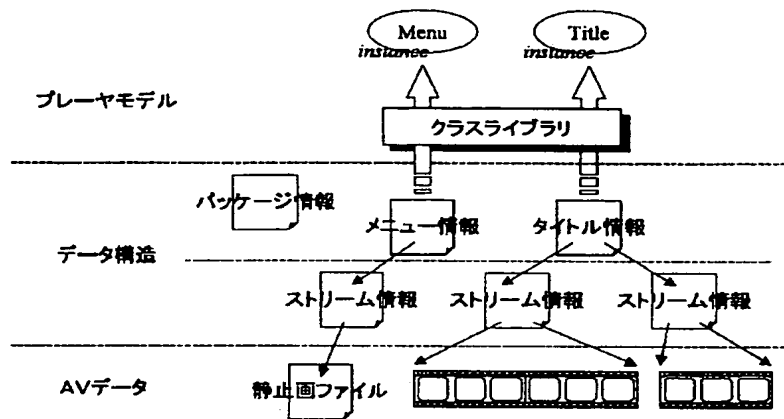 Menu
Title
instance
instance
プレーヤモデル
クラスライブラリ
パッケージ情報
メニュー情報
タイトル情報
データ構造
ストリーム情報
ストリーム情報
ストリーム情報
AVデータ
静止画ファイル